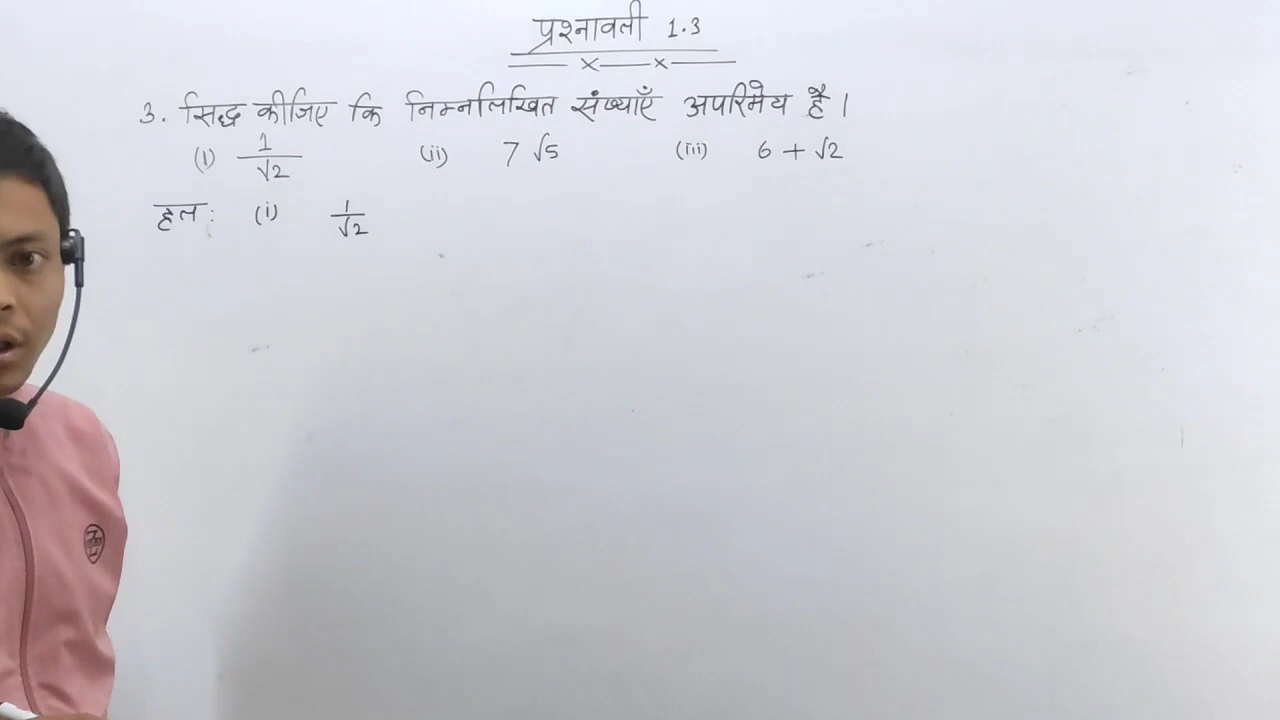 प्रश्नावली 1.3
3. सिद्ध कीजिए कि निम्नलिखित संख्याएँ अपरिमेय है।
(i) 1/√2 (ii) 7√5 (iii) 6 + √2
हल: (i) 1/√2